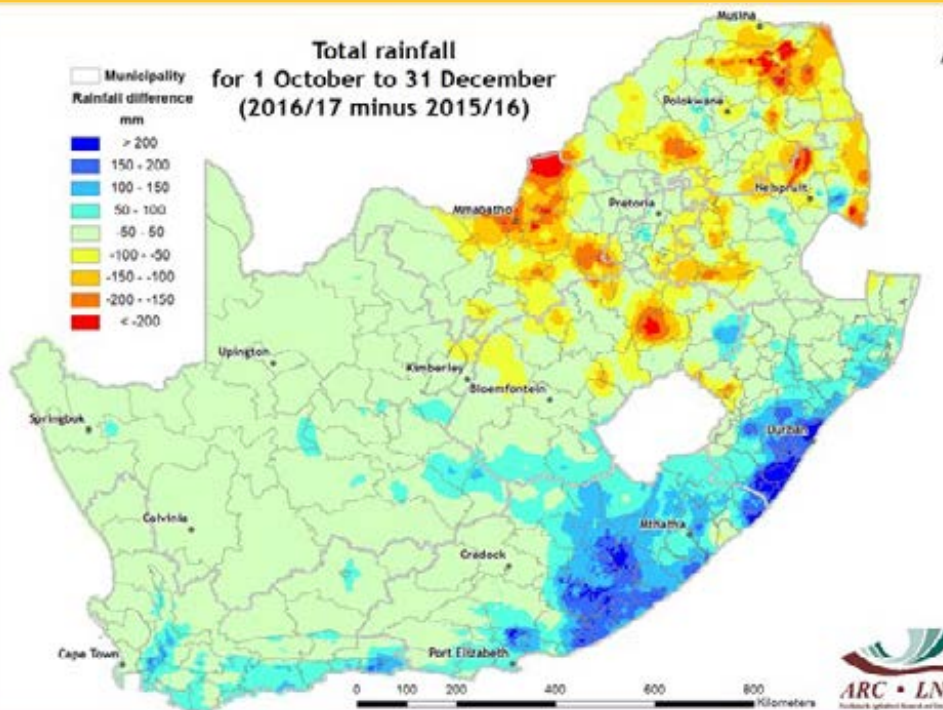 Total rainfall
for 1 October to 31 December
(2016/17 minus 2015/16)
Municipality
Rainfall difference
mm
> 200
150 - 200
100 - 150
50 - 100
-50 - 50
-100 - -50
-150 - -100
-200 - -150
< -200
Musina
Polokwane
Nelspruit
Pretoria
Mmabatho
Upington
Kimberley
Bloemfontein
Springbok
Durban
Calvinia
Mthatha
Cradock
Cape Town
Port Elizabeth
0 100 200 400 600 800
Kilometers
ARC • LN